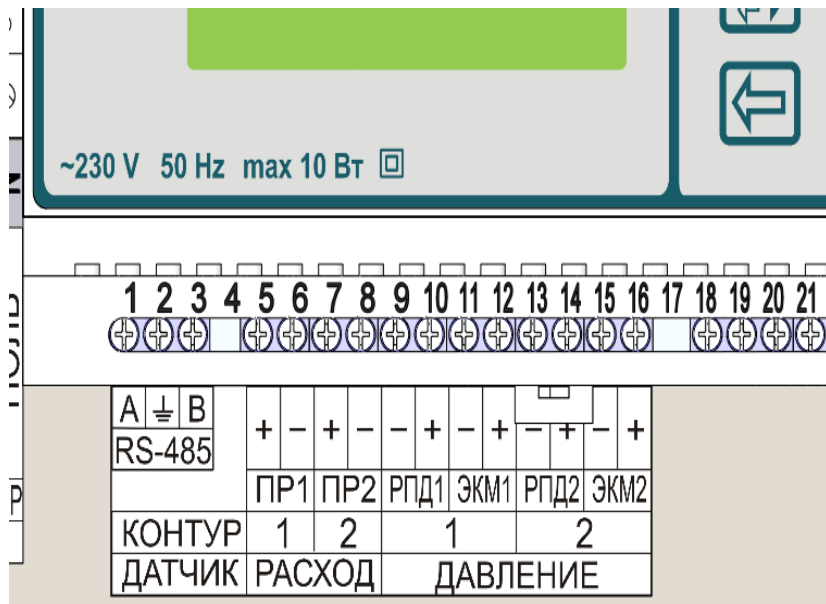 ~230 V 50 Hz max 10 Вт
1 2 3 4 5 6 7 8 9 10 11 12 13 14 15 16 17 18 19 20 21
A B
+ − + − − + − + − + − +
RS-485
ПР1 ПР2 РПД1 ЭКМ1 РПД2 ЭКМ2
КОНТУР 1 2 1 2
ДАТЧИК РАСХОД ДАВЛЕНИЕ